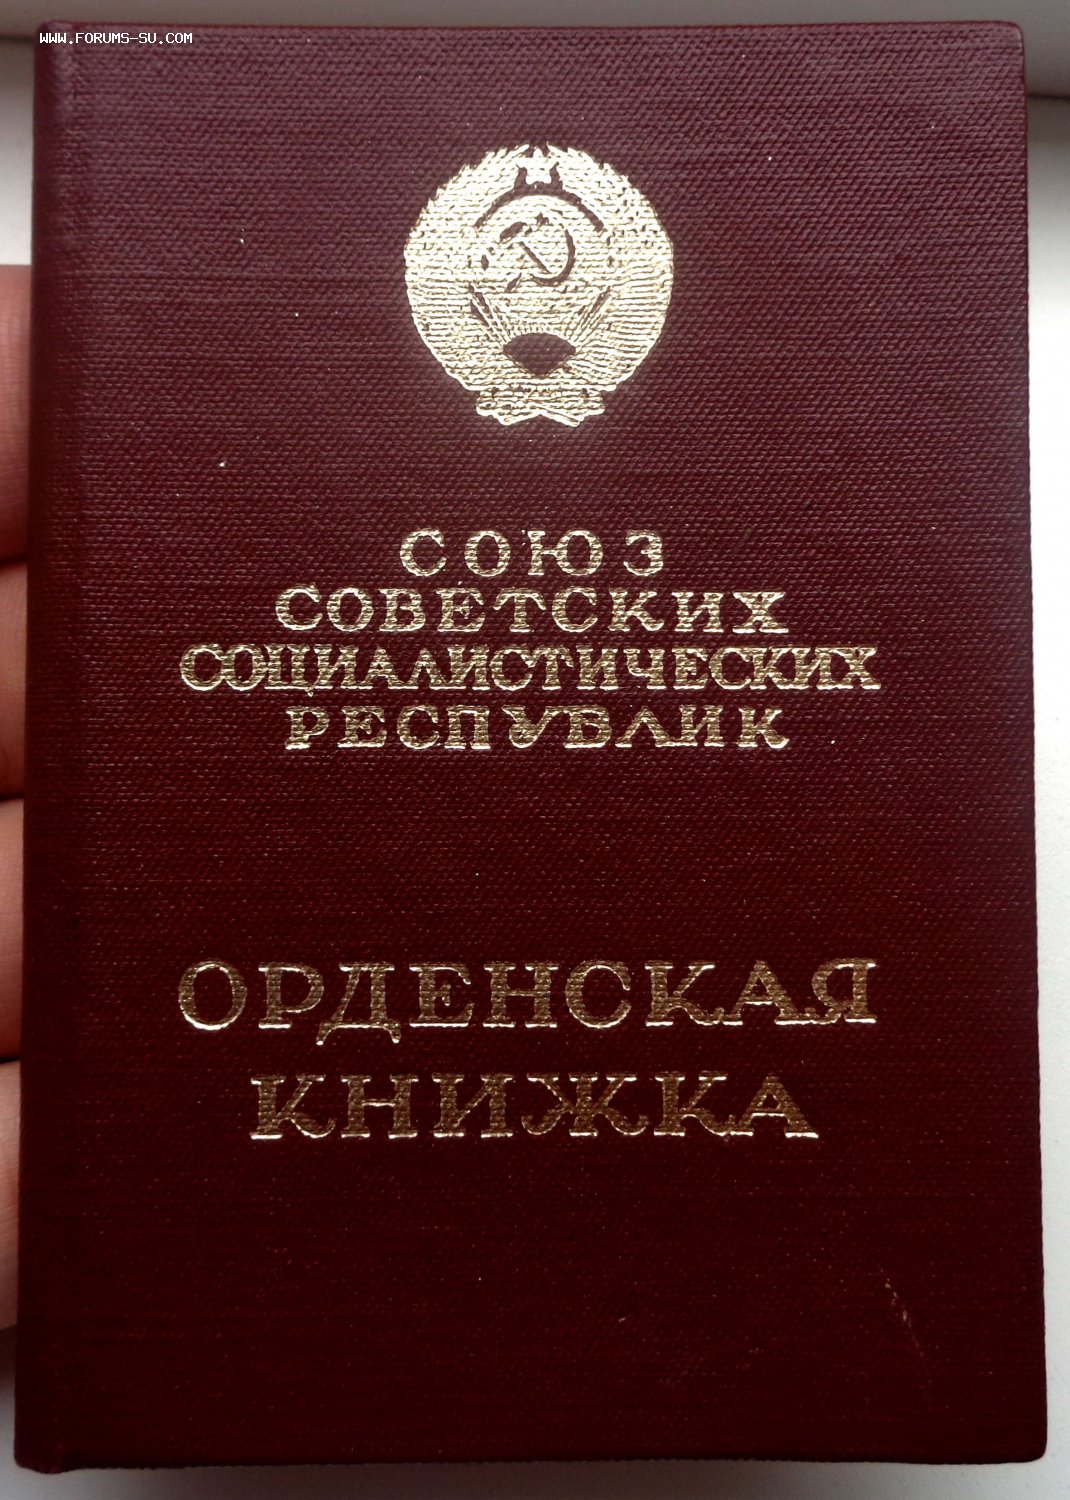 WWW.FORUMS-SU.COM
СОЮЗ
СОВЕТСКИХ
СОЦИАЛИСТИЧЕСКИХ
РЕСПУБЛИК
ОРДЕНСКАЯ
КНИЖКА